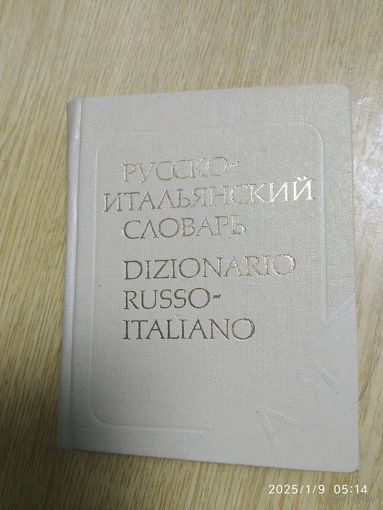 РУССКО-
ИТАЛЬЯНСКИЙ
СЛОВАРЬ
DIZIONARIO
RUSSO-
ITALIANO
А-Я
2025/1/9 05:14